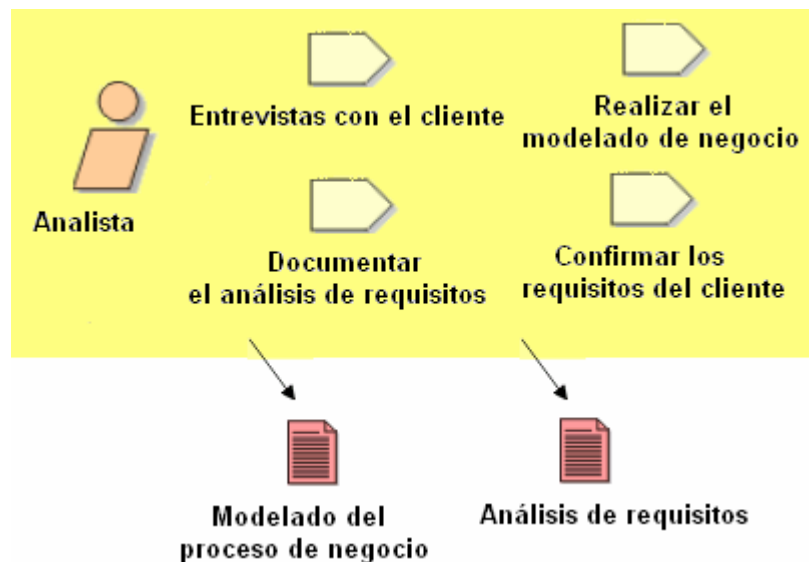 Entrevistas con el cliente
Realizar el
modelado de negocio
Analista
Documentar
el análisis de requisitos
Confirmar los
requisitos del cliente
Modelado del
proceso de negocio
Análisis de requisitos